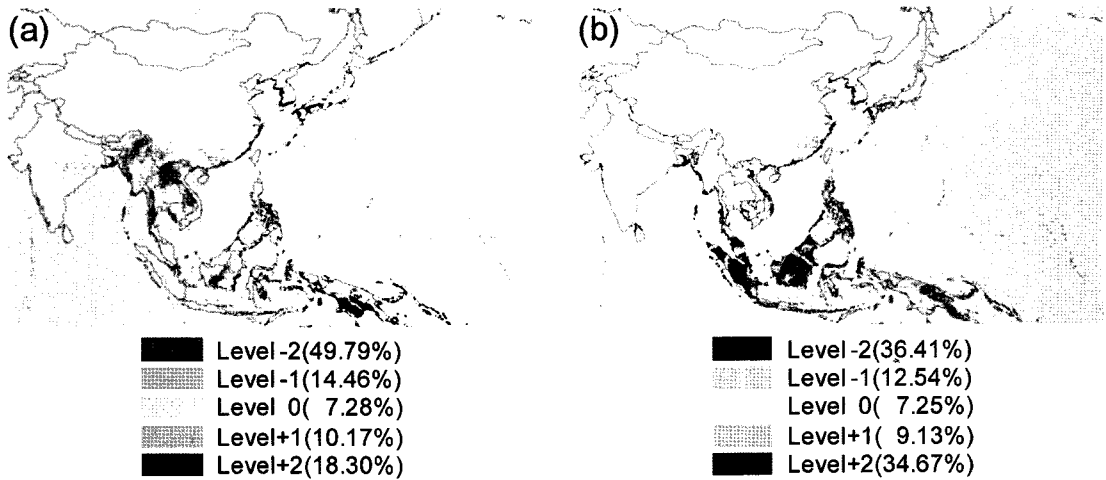 (a)
(b)
Level -2(49.79%)
Level -1(14.46%)
Level 0( 7.28%)
Level+1(10.17%)
Level+2(18.30%)
Level -2(36.41%)
Level -1(12.54%)
Level 0( 7.25%)
Level+1( 9.13%)
Level+2(34.67%)